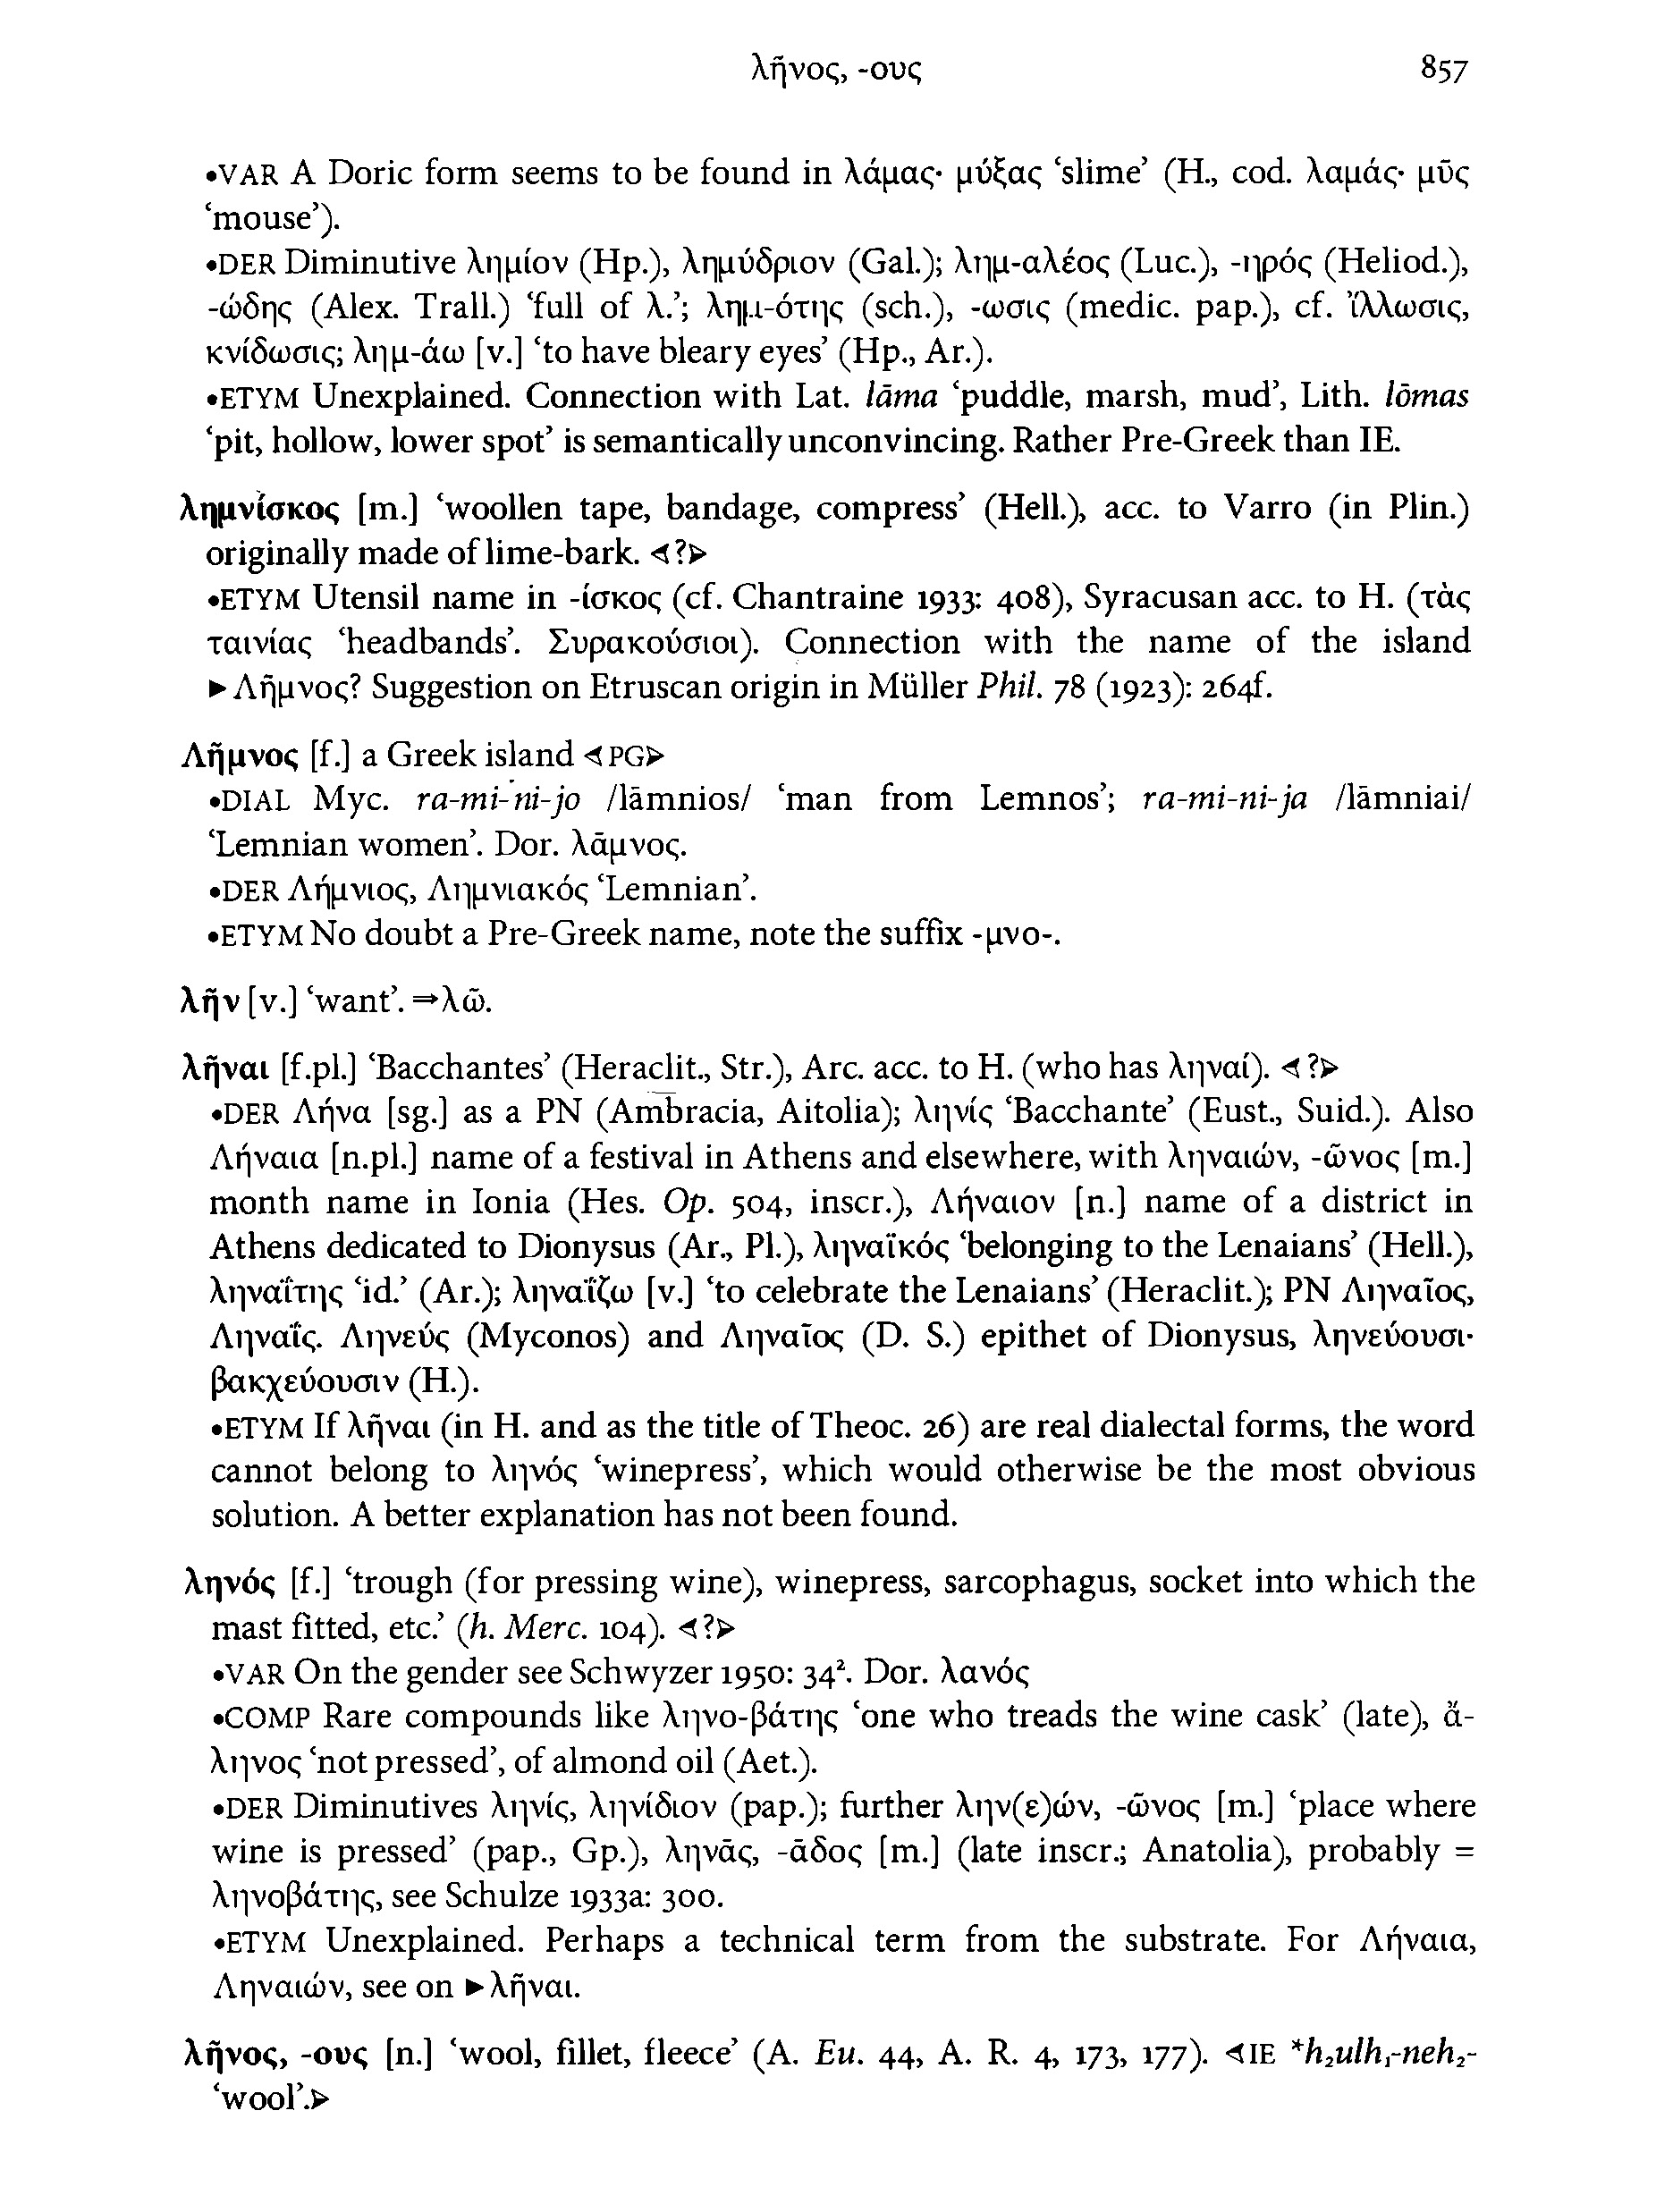 λῆνος, -ους 857
•VAR A Doric form seems to be found in λάμας· μύξας ‘slime’ (H., cod. λαμάς· μῦς
‘mouse’).
•DER Diminutive λημίον (Hp.), λημύδριον (Gal.); λημ-αλέος (Luc.), -ηρός (Heliod.),
-ώδης (Alex. Trall.) ‘full of λ.’; λημ-ότης (sch.), -ωσις (medic. pap.), cf. ἴλλωσις,
κνίδωσις; λημ-άω [v.] ‘to have bleary eyes’ (Hp., Ar.).
•ETYM Unexplained. Connection with Lat. lāma ‘puddle, marsh, mud’, Lith. lõmas
‘pit, hollow, lower spot’ is semantically unconvincing. Rather Pre-Greek than IE.
λημνίσκος [m.] ‘woollen tape, bandage, compress’ (Hell.), acc. to Varro (in Plin.)
originally made of lime-bark. ⊲?⊳
•ETYM Utensil name in -ίσκος (cf. Chantraine 1933: 408), Syracusan acc. to H. (τὰς
ταινίας ‘headbands’. Συρακούσιοι). Connection with the name of the island
►Λῆμνος? Suggestion on Etruscan origin in Müller Phil. 78 (1923): 264f.
Λῆμνος [f.] a Greek island ⊲PG⊳
•DIAL Myc. ra-mi-ni-jo /lāmnios/ ‘man from Lemnos’; ra-mi-ni-ja /lāmniai/
‘Lemnian women’. Dor. λᾶμνος.
•DER Λήμνιος, Λημνιακός ‘Lemnian’.
•ETYM No doubt a Pre-Greek name, note the suffix -μνο-.
λῆν [v.] ‘want’. ⇒λῶ.
λῆναι [f.pl.] ‘Bacchantes’ (Heraclit., Str.), Arc. acc. to H. (who has ληναί). ⊲?⊳
•DER Λήνα [sg.] as a PN (Ambracia, Aitolia); ληνίς ‘Bacchante’ (Eust., Suid.). Also
Λήναια [n.pl.] name of a festival in Athens and elsewhere, with ληναιών, -ῶνος [m.]
month name in Ionia (Hes. Op. 504, inscr.), Λήναιον [n.] name of a district in
Athens dedicated to Dionysus (Ar., Pl.), ληναϊκός ‘belonging to the Lenaians’ (Hell.),
ληναΐτης ‘id.’ (Ar.); ληναΐζω [v.] ‘to celebrate the Lenaians’ (Heraclit.); PN Ληναῖος,
Ληναΐς. Ληνεύς (Myconos) and Ληναῖος (D. S.) epithet of Dionysus, ληνεύουσι·
βακχεύουσιν (H.).
•ETYM If λῆναι (in H. and as the title of Theoc. 26) are real dialectal forms, the word
cannot belong to ληνός ‘winepress’, which would otherwise be the most obvious
solution. A better explanation has not been found.
ληνός [f.] ‘trough (for pressing wine), winepress, sarcophagus, socket into which the
mast fitted, etc.’ (h. Merc. 104). ⊲?⊳
•VAR On the gender see Schwyzer 1950: 34². Dor. λανός
•COMP Rare compounds like ληνο-βάτης ‘one who treads the wine cask’ (late), ἄ-
ληνος ‘not pressed’, of almond oil (Aet.).
•DER Diminutives ληνίς, ληνίδιον (pap.); further λην(ε)ών, -ῶνος [m.] ‘place where
wine is pressed’ (pap., Gp.), ληνᾶς, -ᾶδος [m.] (late inscr.; Anatolia), probably =
ληνοβάτης, see Schulze 1933a: 300.
•ETYM Unexplained. Perhaps a technical term from the substrate. For Λήναια,
Ληναιών, see on ►λῆναι.
λῆνος, -ους [n.] ‘wool, fillet, fleece’ (A. Eu. 44, A. R. 4, 173, 177). ⊲IE *h₂ulh₁-neh₂-
‘wool’.⊳